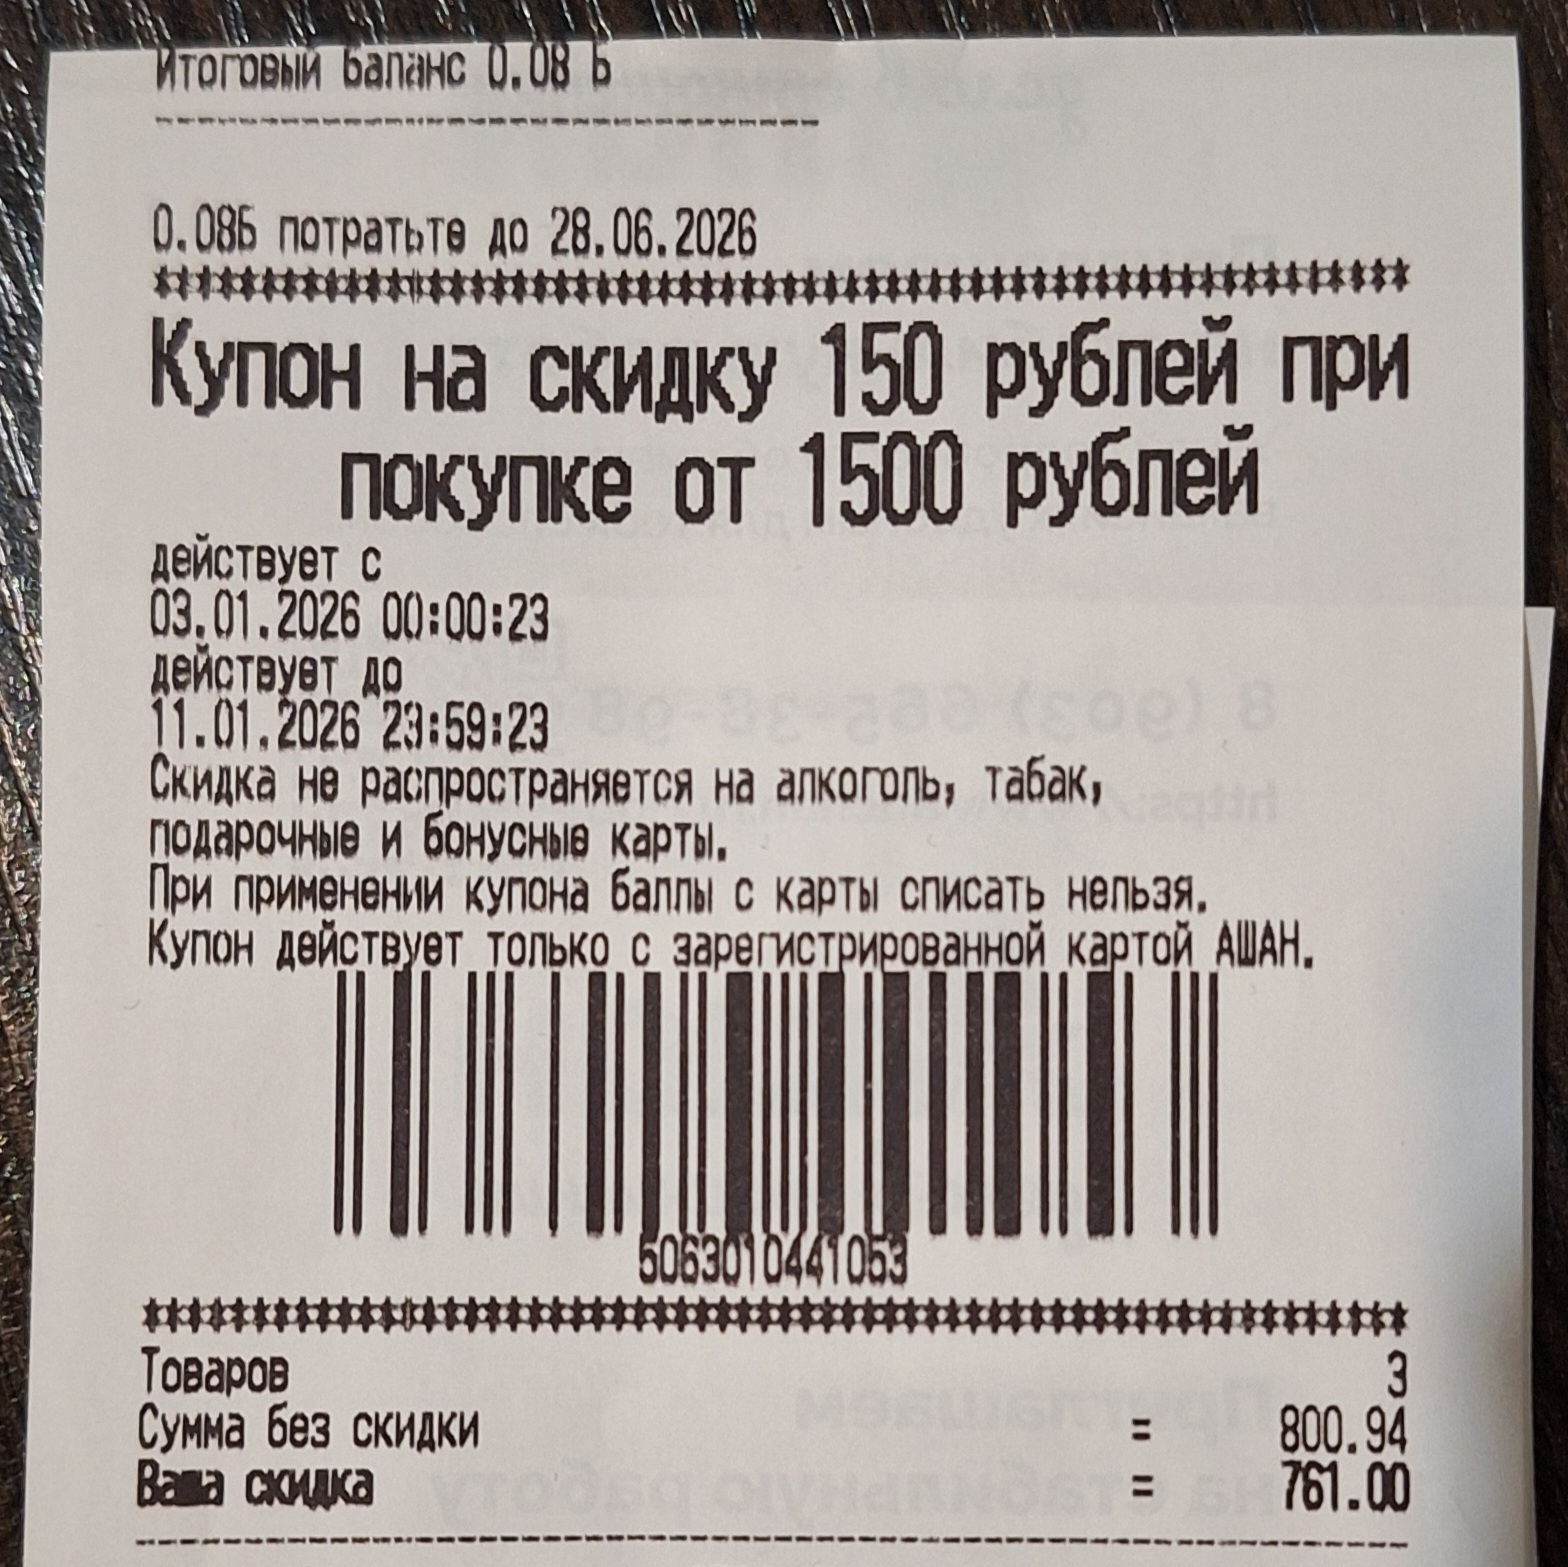 Итоговый баланс 0.08 Б
0.08Б потратьте до 28.06.2026
Купон на скидку 150 рублей при
покупке от 1500 рублей
действует с
03.01.2026 00:00:23
действует до
11.01.2026 23:59:23
Скидка не распространяется на алкоголь, табак,
подарочные и бонусные карты.
При применении купона баллы с карты списать нельзя.
Купон действует только с зарегистрированной картой АШАН.
5063010441053
Товаров 3
Сумма без скидки = 800.94
Ваша скидка = 761.00